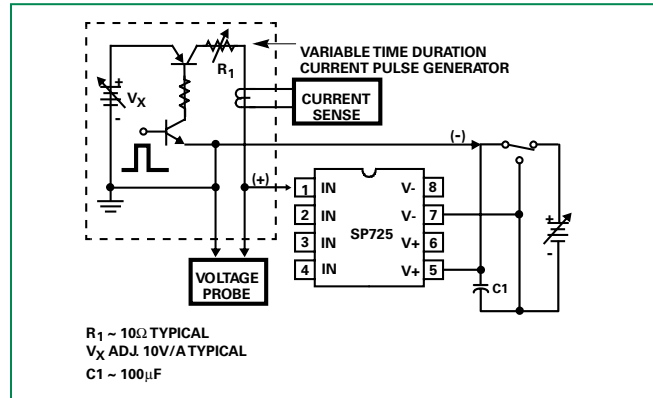 R1
VARIABLE TIME DURATION
CURRENT PULSE GENERATOR
+
VX
-
CURRENT
SENSE
(-)
(+)
1 IN V- 8
2 IN V- 7
3 IN V+ 6
4 IN V+ 5
SP725
+
-
C1
VOLTAGE
PROBE
R1 ~ 10Ω TYPICAL
VX ADJ. 10V/A TYPICAL
C1 ~ 100μF